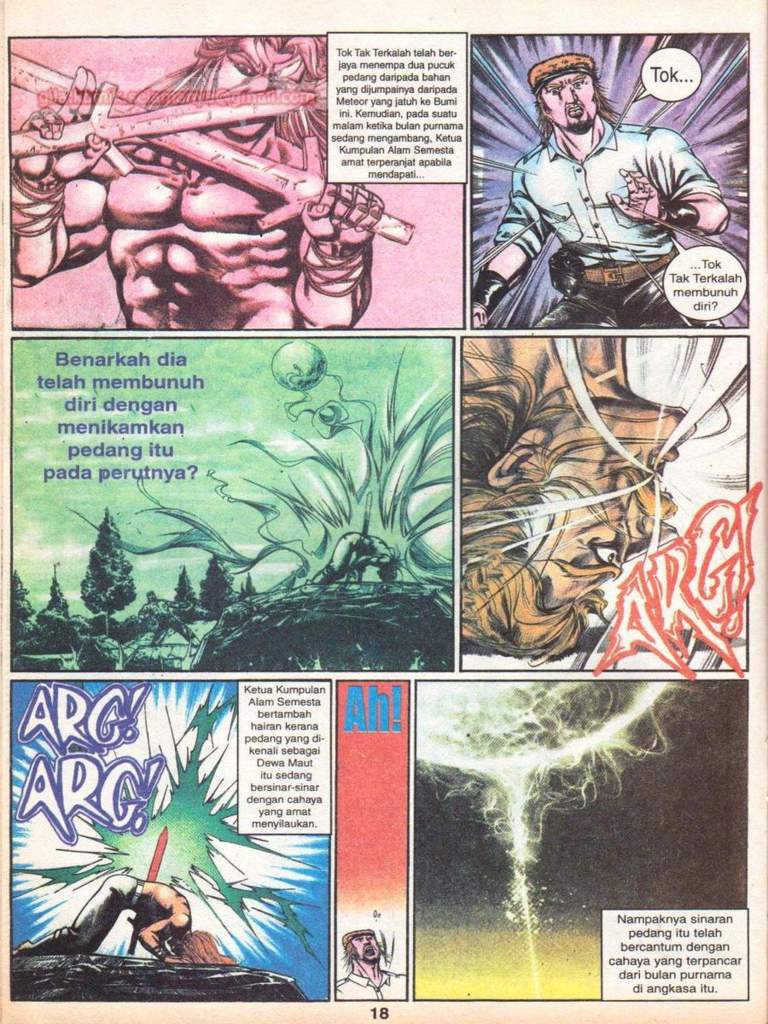 Tok Tak Terkalah telah ber-
jaya menempa dua pucuk
pedang daripada bahan
yang dijumpainya daripada
Meteor yang jatuh ke Bumi
ini. Kemudian, pada suatu
malam ketika bulan purnama
sedang mengambang, Ketua
Kumpulan Alam Semesta
amat terperanjat apabila
mendapati...
Tok...
...Tok
Tak Terkalah
membunuh
diri?
Benarkah dia
telah membunuh
diri dengan
menikamkan
pedang itu
pada perutnya?
ARG!
ARG!
ARG!
Ketua Kumpulan
Alam Semesta
bertambah
hairan kerana
pedang yang di-
kenali sebagai
Dewa Maut
itu sedang
bersinar-sinar
dengan cahaya
yang amat
menyilaukan.
Ah!
Nampaknya sinaran
pedang itu telah
bercantum dengan
cahaya yang terpancar
dari bulan purnama
di angkasa itu.
18